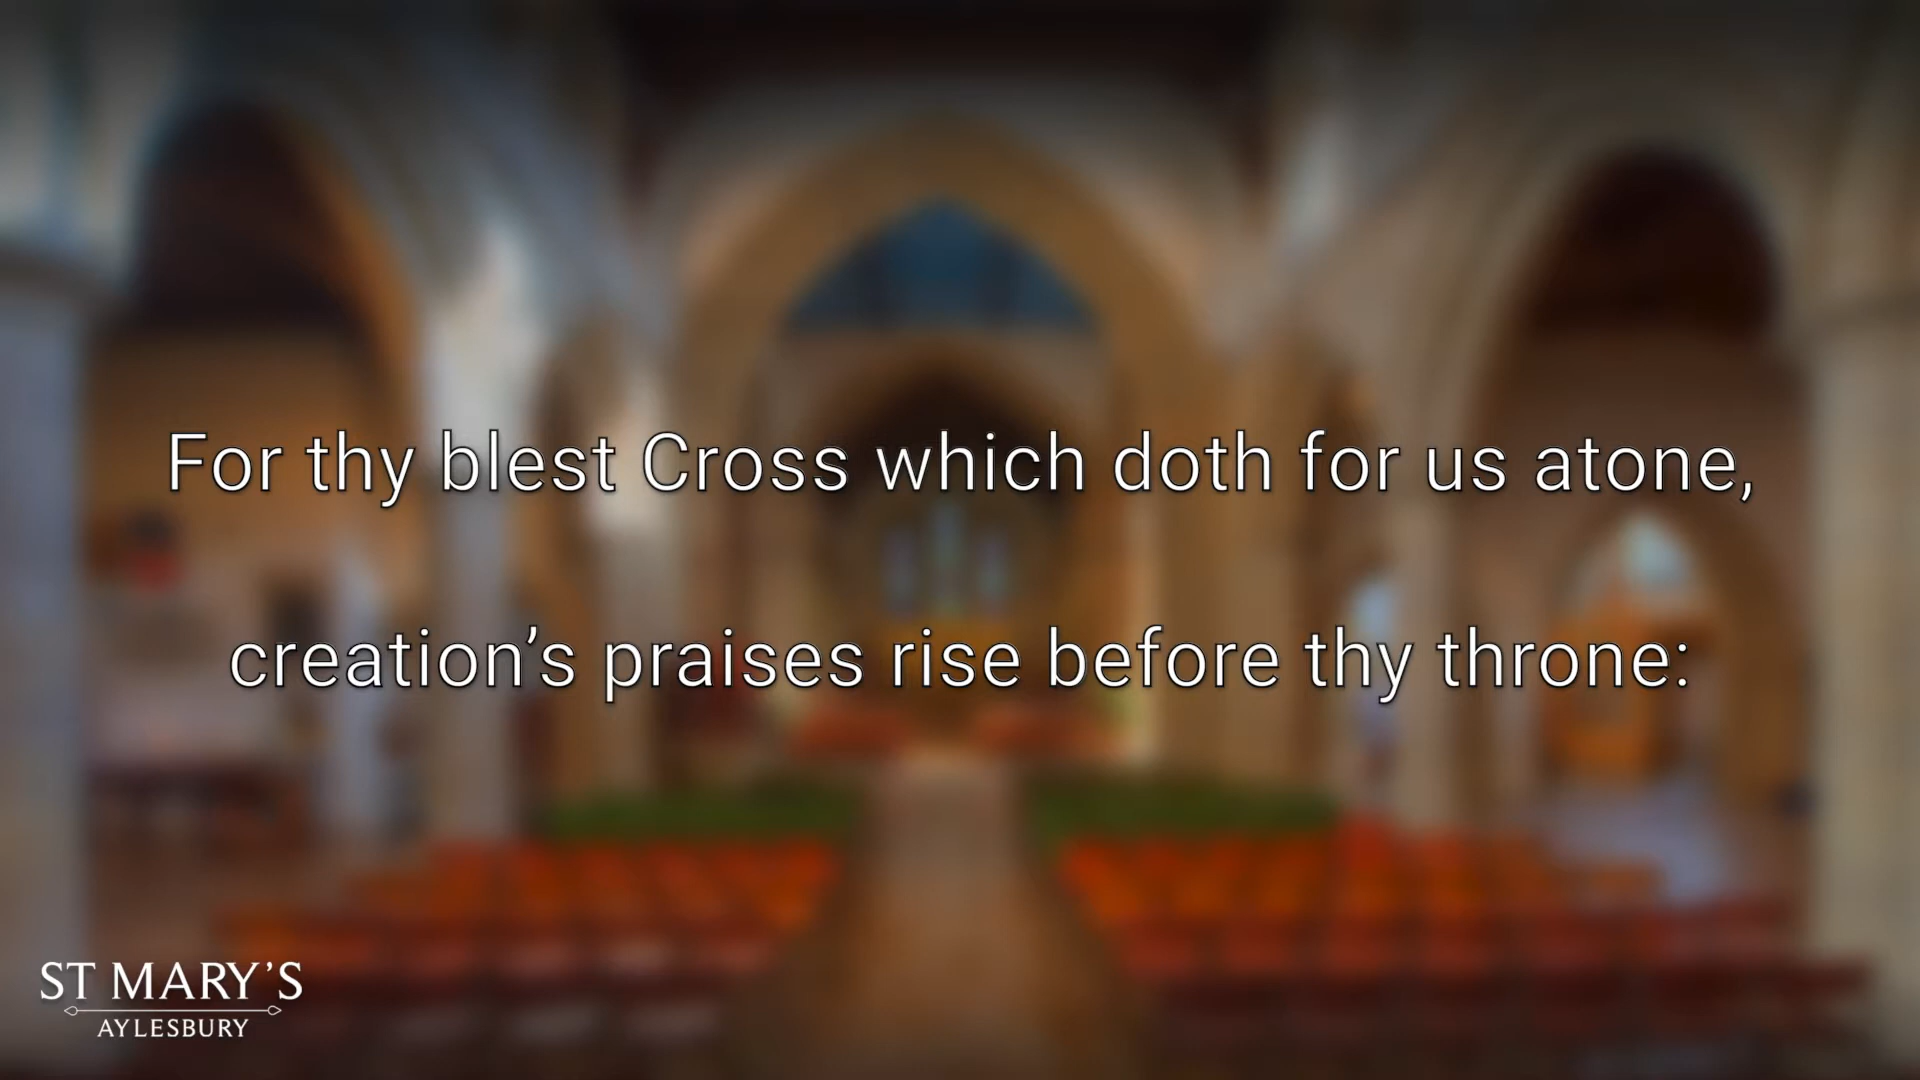 For thy blest Cross which doth for us atone,
creation’s praises rise before thy throne:
ST MARY’S
AYLESBURY